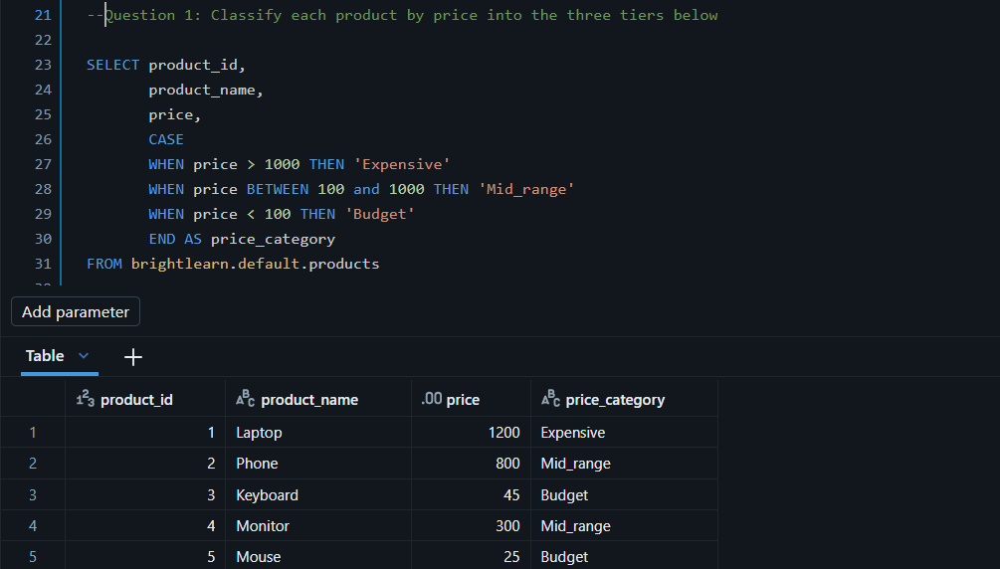 21 --Question 1: Classify each product by price into the three tiers below
22
23 SELECT product_id,
24 product_name,
25 price,
26 CASE
27 WHEN price > 1000 THEN 'Expensive'
28 WHEN price BETWEEN 100 and 1000 THEN 'Mid_range'
29 WHEN price < 100 THEN 'Budget'
30 END AS price_category
31 FROM brightlearn.default.products
Add parameter
Table
123 product_id ABC product_name .00 price ABC price_category
1 1 Laptop 1200 Expensive
2 2 Phone 800 Mid_range
3 3 Keyboard 45 Budget
4 4 Monitor 300 Mid_range
5 5 Mouse 25 Budget